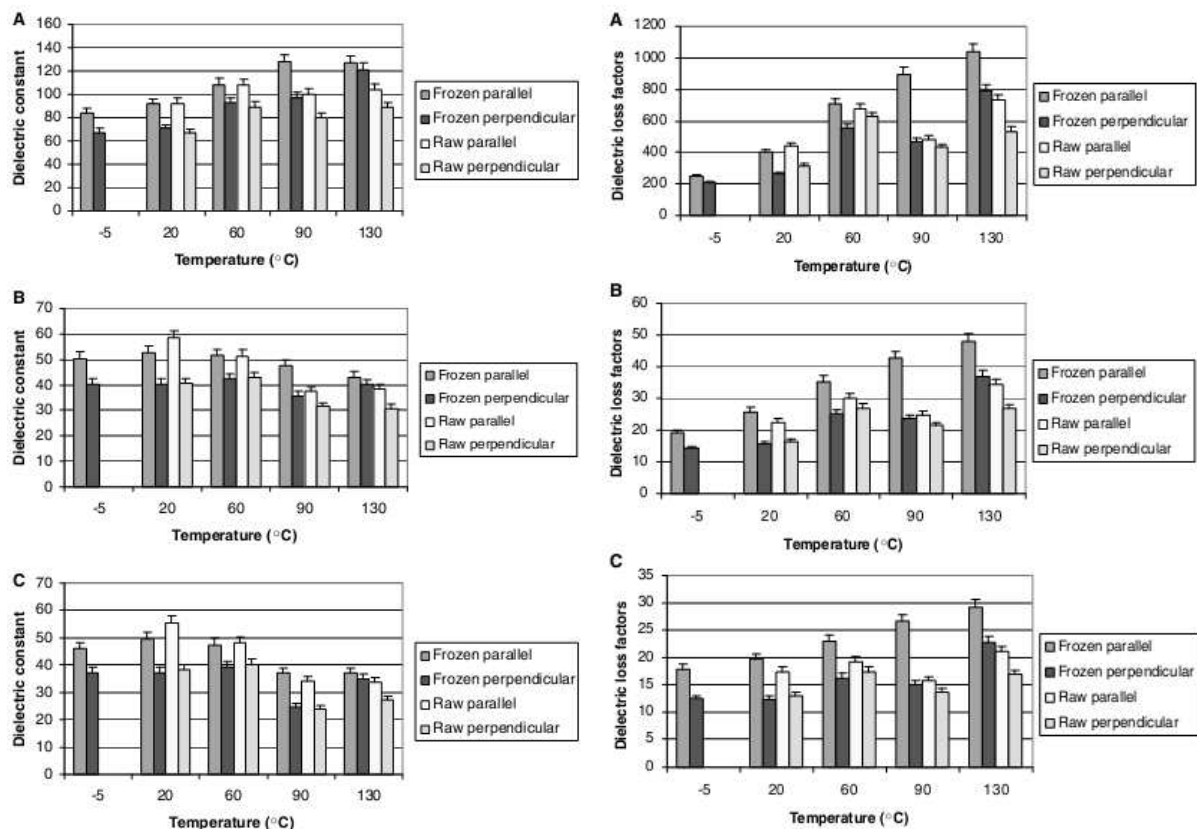 A
Dielectric constant
160
140
120
100
80
60
40
20
0
-5 20 60 90 130
Temperature (°C)
Frozen parallel
Frozen perpendicular
Raw parallel
Raw perpendicular
A
Dielectric loss factors
1200
1000
800
600
400
200
0
-5 20 60 90 130
Temperature (°C)
Frozen parallel
Frozen perpendicular
Raw parallel
Raw perpendicular
B
Dielectric constant
70
60
50
40
30
20
10
0
-5 20 60 90 130
Temperature (°C)
Frozen parallel
Frozen perpendicular
Raw parallel
Raw perpendicular
B
Dielectric loss factors
60
50
40
30
20
10
0
-5 20 60 90 130
Temperature (°C)
Frozen parallel
Frozen perpendicular
Raw parallel
Raw perpendicular
C
Dielectric constant
70
60
50
40
30
20
10
0
-5 20 60 90 130
Temperature (°C)
Frozen parallel
Frozen perpendicular
Raw parallel
Raw perpendicular
C
Dielectric loss factors
35
30
25
20
15
10
5
0
-5 20 60 90 130
Temperature (°C)
Frozen parallel
Frozen perpendicular
Raw parallel
Raw perpendicular